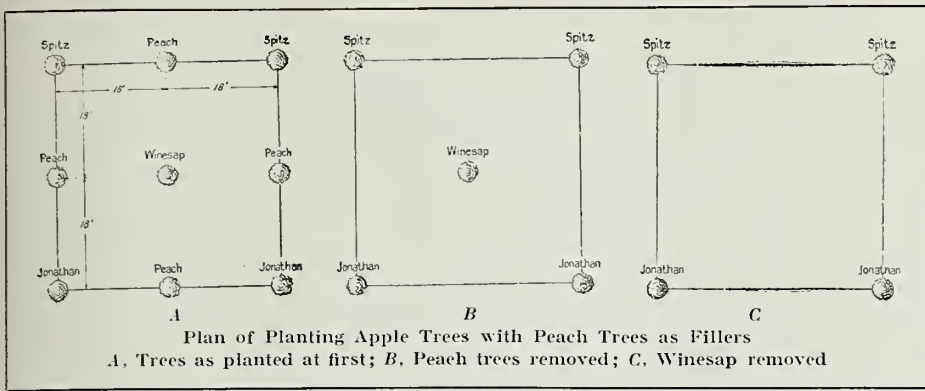 Spitz Peach Spitz
18' 18'
18'
Peach Winesap Peach
18'
Jonathan Peach Jonathan
A
Spitz Spitz
Winesap
Jonathan Jonathan
B
Spitz Spitz
Jonathan Jonathan
C
Plan of Planting Apple Trees with Peach Trees as Fillers
A, Trees as planted at first; B, Peach trees removed; C, Winesap removed